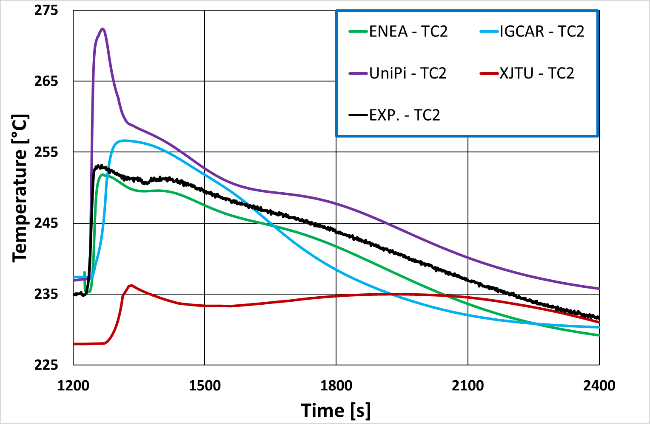 275
265
255
245
235
225
Temperature [°C]
ENEA - TC2
IGCAR - TC2
UniPi - TC2
XJTU - TC2
EXP. - TC2
1200
1500
1800
2100
2400
Time [s]